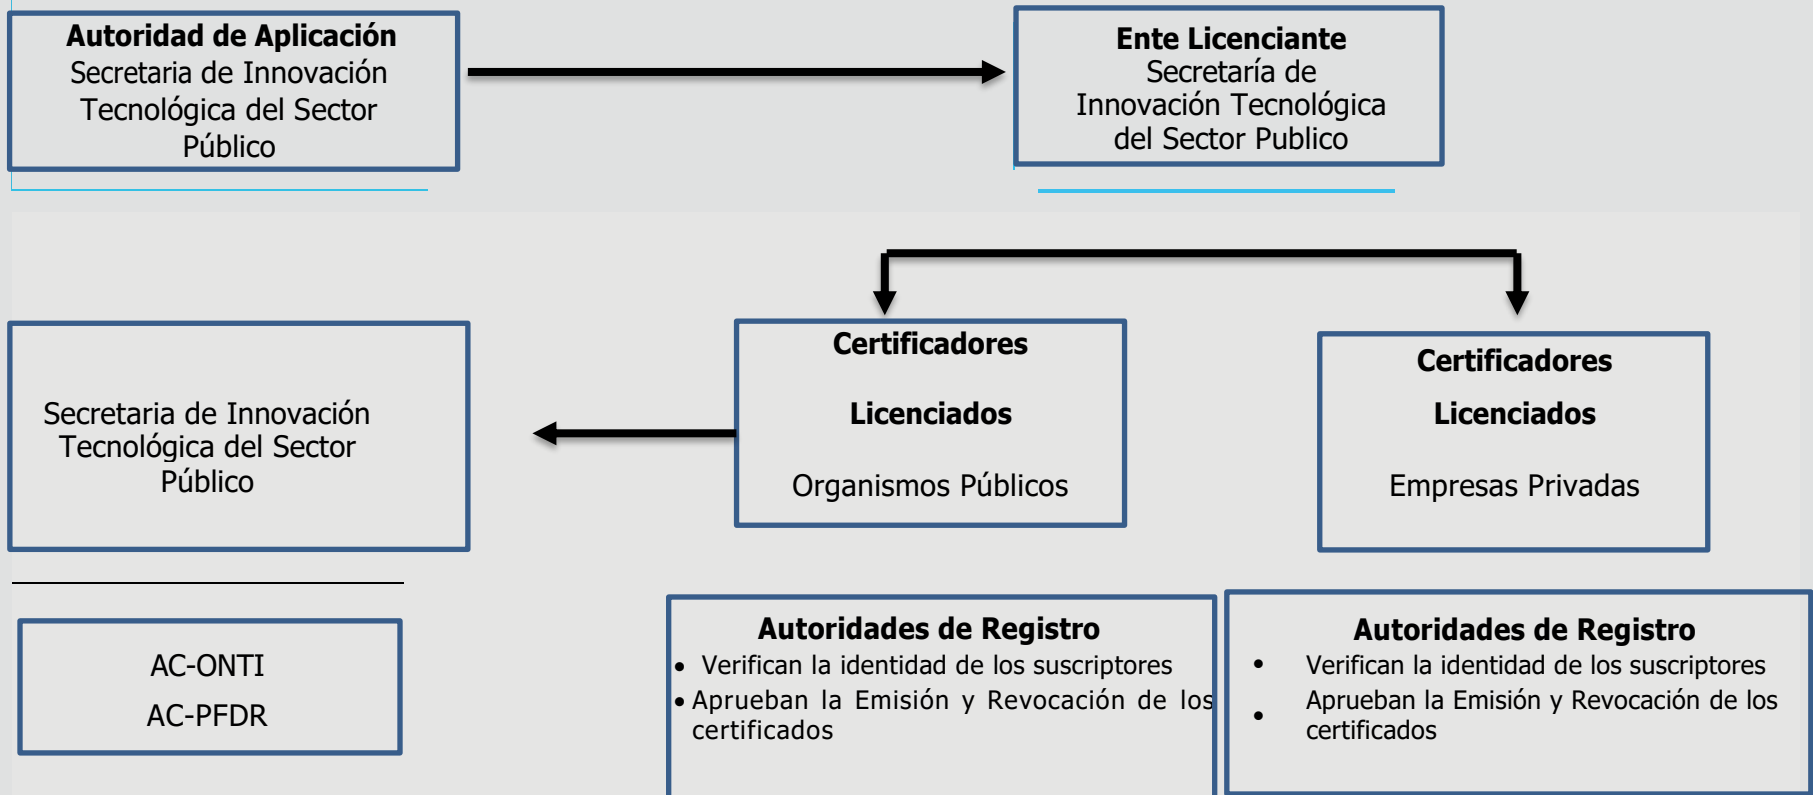 Autoridad de Aplicación
Secretaria de Innovación
Tecnológica del Sector
Público
Ente Licenciante
Secretaría de
Innovación Tecnológica
del Sector Publico
Secretaria de Innovación
Tecnológica del Sector
Público
Certificadores
Licenciados
Organismos Públicos
Certificadores
Licenciados
Empresas Privadas
AC-ONTI
AC-PFDR
Autoridades de Registro
• Verifican la identidad de los suscriptores
• Aprueban la Emisión y Revocación de los
certificados
Autoridades de Registro
• Verifican la identidad de los suscriptores
• Aprueban la Emisión y Revocación de los
certificados